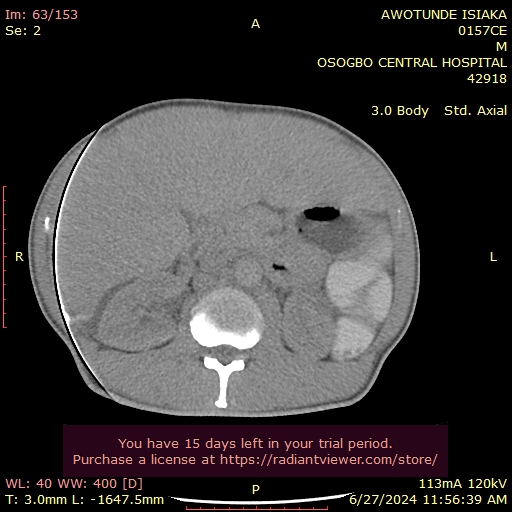 Im: 63/153
Se: 2
A
AWOTUNDE ISIAKA
0157CE
M
OSOGBO CENTRAL HOSPITAL
42918
3.0 Body Std. Axial
R
L
You have 15 days left in your trial period.
Purchase a license at https://radiantviewer.com/store/
WL: 40 WW: 400 [D]
T: 3.0mm L: -1647.5mm
P
113mA 120kV
6/27/2024 11:56:39 AM